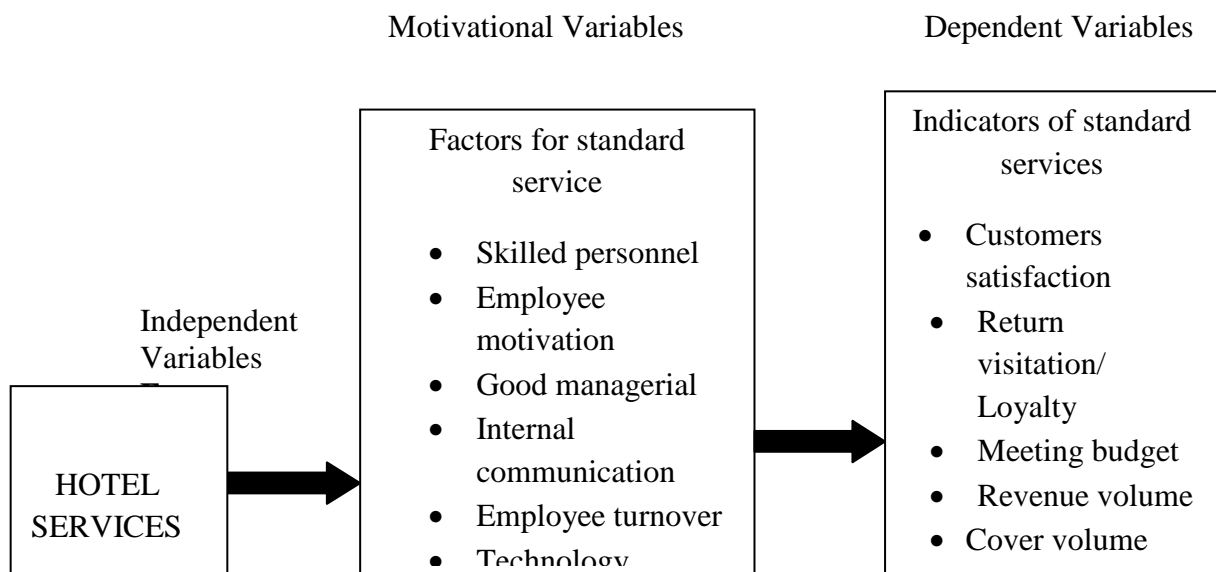 Motivational Variables
Dependent Variables
Independent
Variables
HOTEL
SERVICES
Factors for standard
service
• Skilled personnel
• Employee
motivation
• Good managerial
• Internal
communication
• Employee turnover
• Technology
Indicators of standard
services
• Customers
satisfaction
• Return
visitation/
Loyalty
• Meeting budget
• Revenue volume
• Cover volume